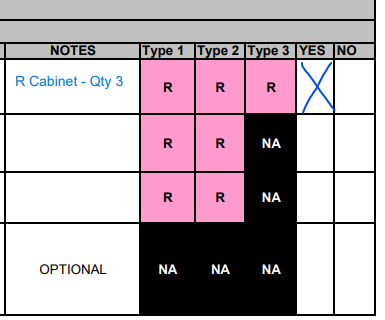 NOTES Type 1 Type 2 Type 3 YES NO
R Cabinet - Qty 3 R R R X
R R NA
R R NA
OPTIONAL NA NA NA